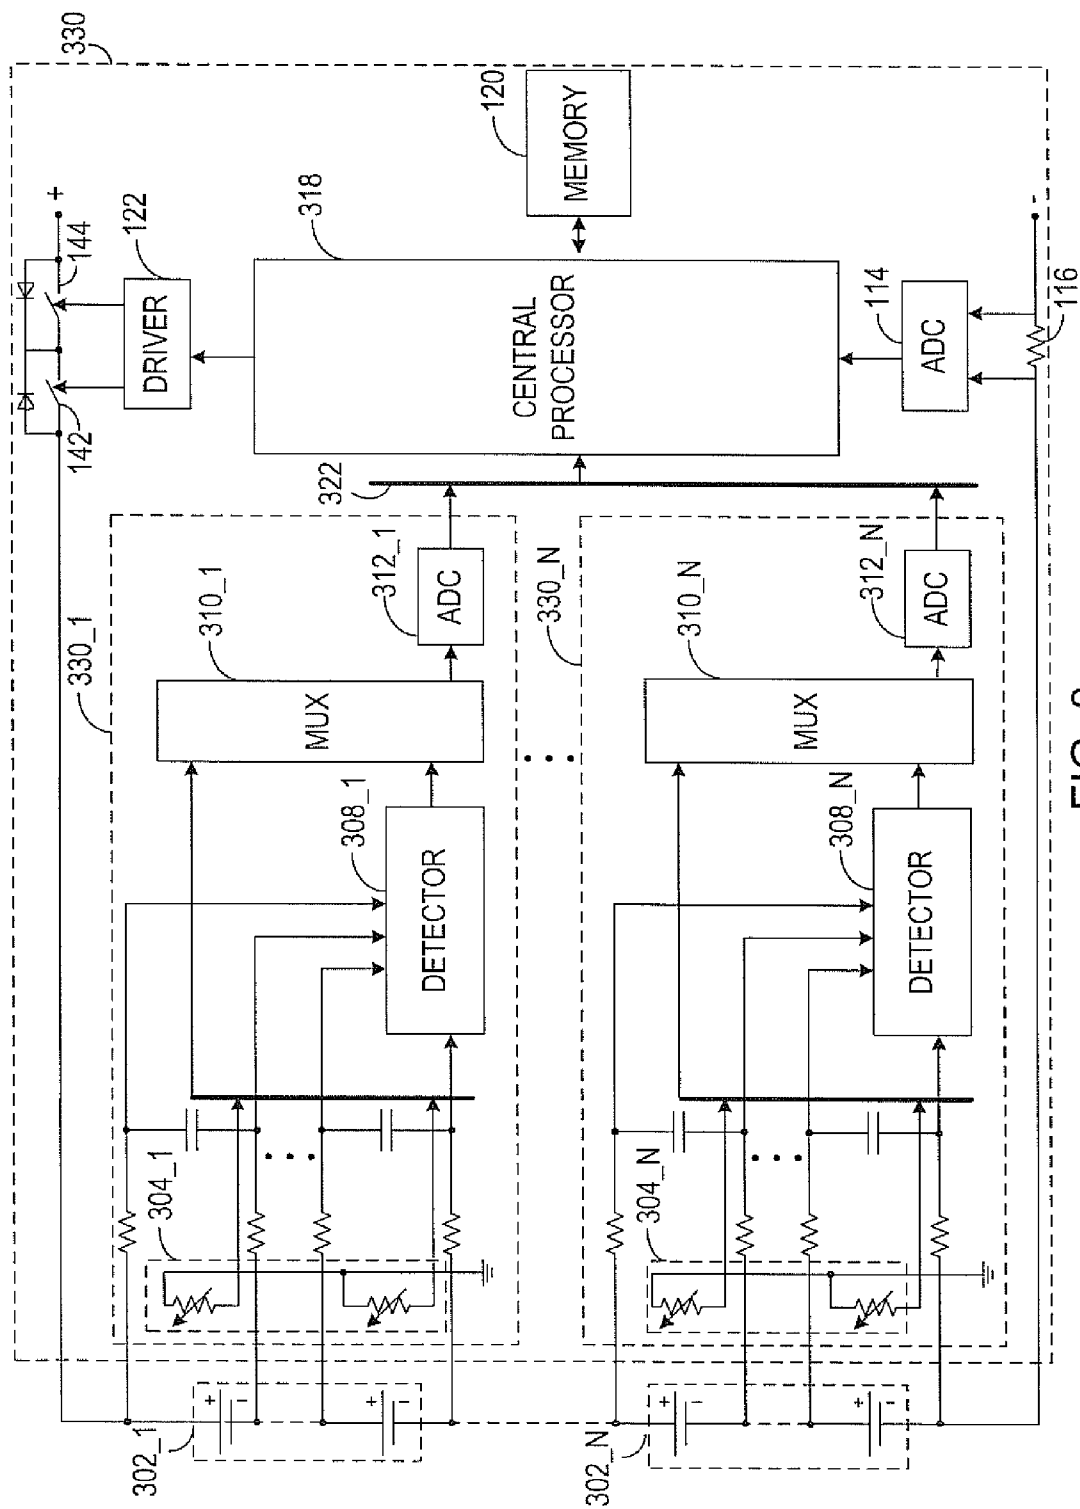 330
+
144
142
122
DRIVER
318
CENTRAL
PROCESSOR
120
MEMORY
114
ADC
116
-
322
330_1
310_1
MUX
312_1
ADC
308_1
DETECTOR
304_1
302_1
+
-
+
-
330_N
310_N
MUX
312_N
ADC
308_N
DETECTOR
304_N
302_N
+
-
+
-
FIG.